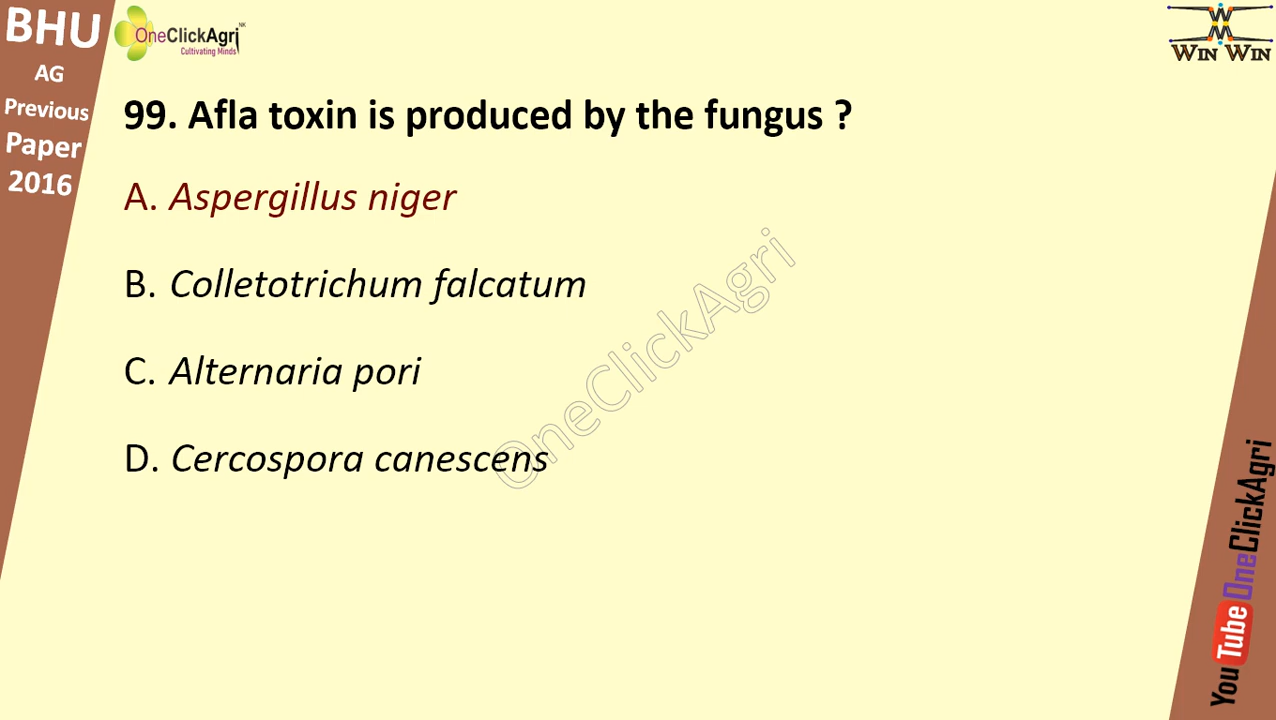 BHU
AG
Previous
Paper
2016
OneClickAgri NK
Cultivating Minds
WIN WIN
99. Afla toxin is produced by the fungus ?
A. Aspergillus niger
B. Colletotrichum falcatum
C. Alternaria pori
D. Cercospora canescens
©OneClickAgri
YouTube OneClickAgri